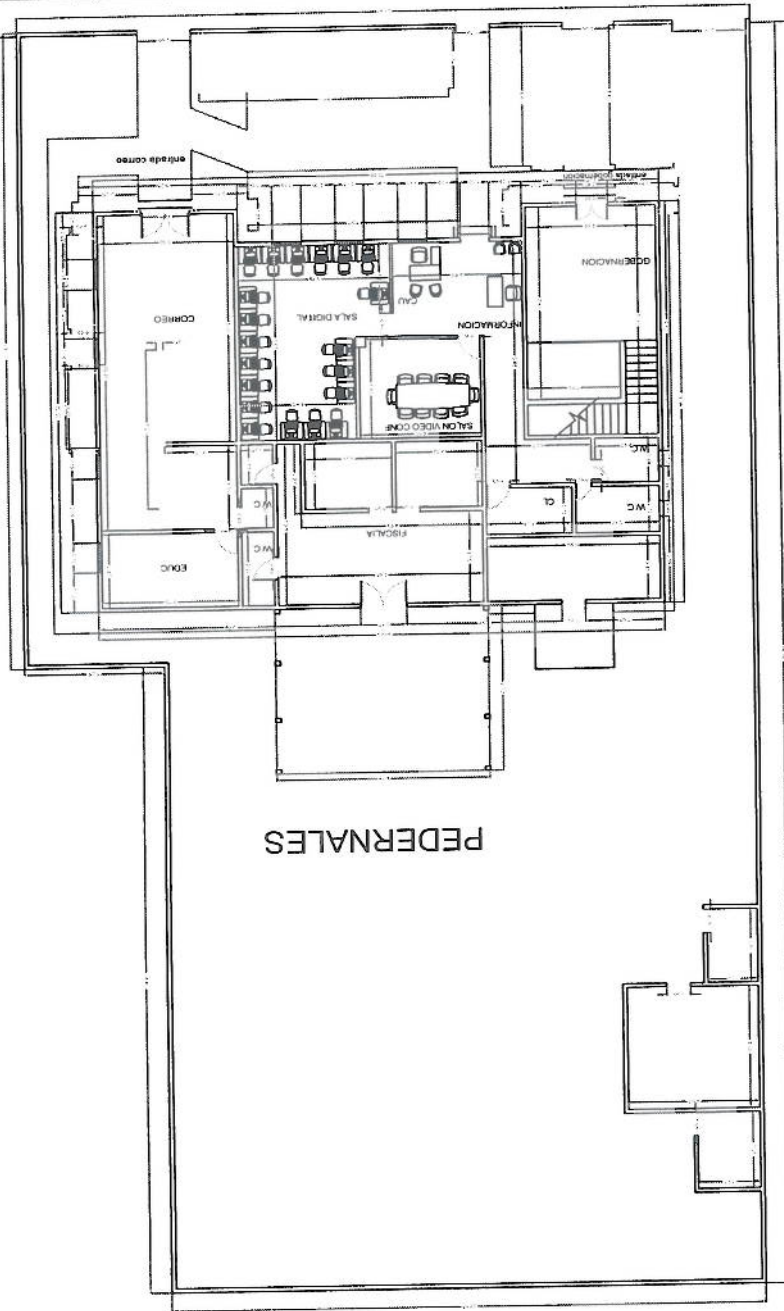 PEDERNALES
EDUC
W.C
FISCALIA
W C
CL
W.C
W.C
SALON VIDEO CONF
INFORMACION
SALA DIGITAL
CORREO
CAU
GOBERNACION
entrada gobernacion
entrada correo